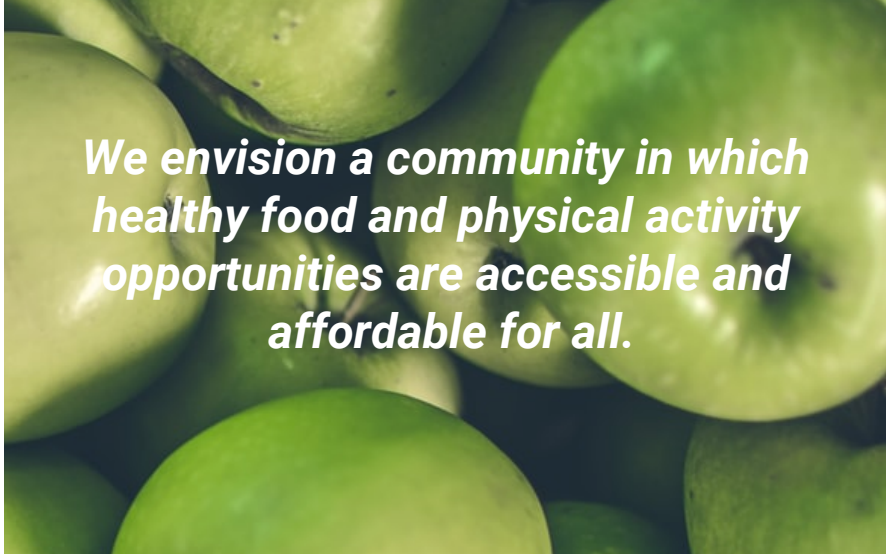 We envision a community in which
healthy food and physical activity
opportunities are accessible and
affordable for all.